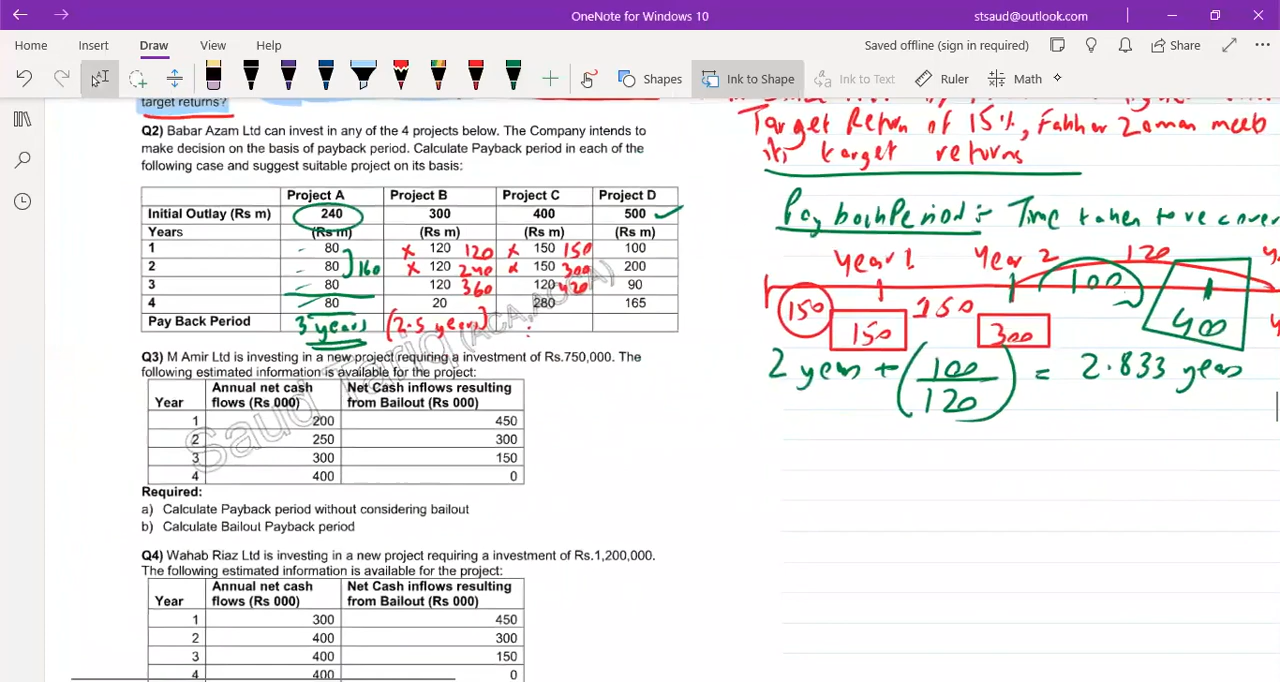 OneNote for Windows 10
stsaud@outlook.com
Home Insert Draw View Help
Saved offline (sign in required)
Share
Shapes
Ink to Shape
Ink to Text
Ruler
Math
target returns?
Q2) Babar Azam Ltd can invest in any of the 4 projects below. The Company intends to
make decision on the basis of payback period. Calculate Payback period in each of the
following case and suggest suitable project on its basis:
Project A Project B Project C Project D
Initial Outlay (Rs m) 240 300 400 500
Years (Rs m) (Rs m) (Rs m) (Rs m)
1 80 120 120 150 150 100
2 80 160 120 240 150 300 200
3 80 120 360 120 420 90
4 80 20 280 165
Pay Back Period 3 years (2.5 years)
Q3) M Amir Ltd is investing in a new project requiring a investment of Rs.750,000. The
following estimated information is available for the project:
Year Annual net cash flows (Rs 000) Net Cash inflows resulting from Bailout (Rs 000)
1 200 450
2 250 300
3 300 150
4 400 0
Required:
a) Calculate Payback period without considering bailout
b) Calculate Bailout Payback period
Q4) Wahab Riaz Ltd is investing in a new project requiring a investment of Rs.1,200,000.
The following estimated information is available for the project:
Year Annual net cash flows (Rs 000) Net Cash inflows resulting from Bailout (Rs 000)
1 300 450
2 400 300
3 400 150
4 400 0
Saud Tariq (ACA,ASSA)
Target Return of 15%, Fakhar Zaman meets
its target returns
Pay back Period :- Time taken to recover
year 1 year 2 120
150 150 100
150 300 400
2 years + (100/120) = 2.833 years